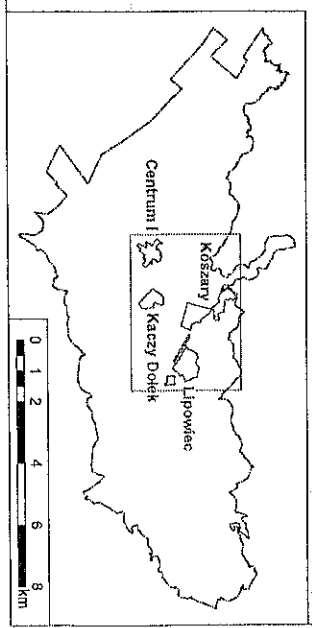 Koszary
Lipowiec
Centrum I
Kaczy Dołek
0 1 2 4 6 8
km